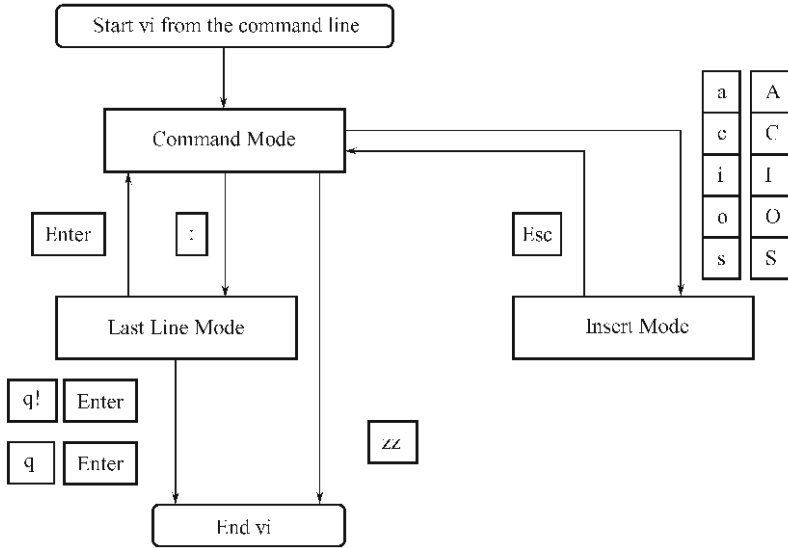 Start vi from the command line
a A
Command Mode
c C
i I
Enter
:
Esc
o O
s S
Last Line Mode
Insert Mode
q! Enter
zz
q Enter
End vi